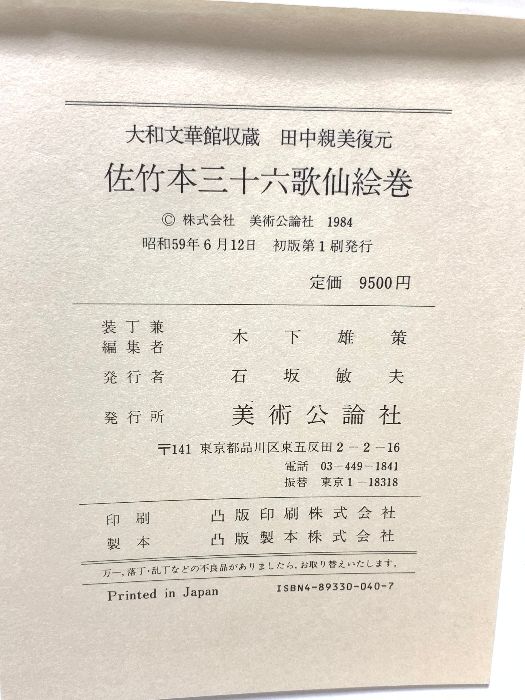 大和文華館収蔵　田中親美復元
佐竹本三十六歌仙絵巻
© 株式会社　美術公論社　1984
昭和59年6月12日　初版第1刷発行
定価　9500円
装丁兼
編集者　木下雄策
発行者　石坂敏夫
発行所　美術公論社
〒141　東京都品川区東五反田2－2－16
電話　03－449－1841
振替　東京1－18318
印刷　凸版印刷株式会社
製本　凸版製本株式会社
万一、落丁・乱丁などの不良品がありましたら、お取り替えいたします。
Printed in Japan　ISBN4-89330-040-7